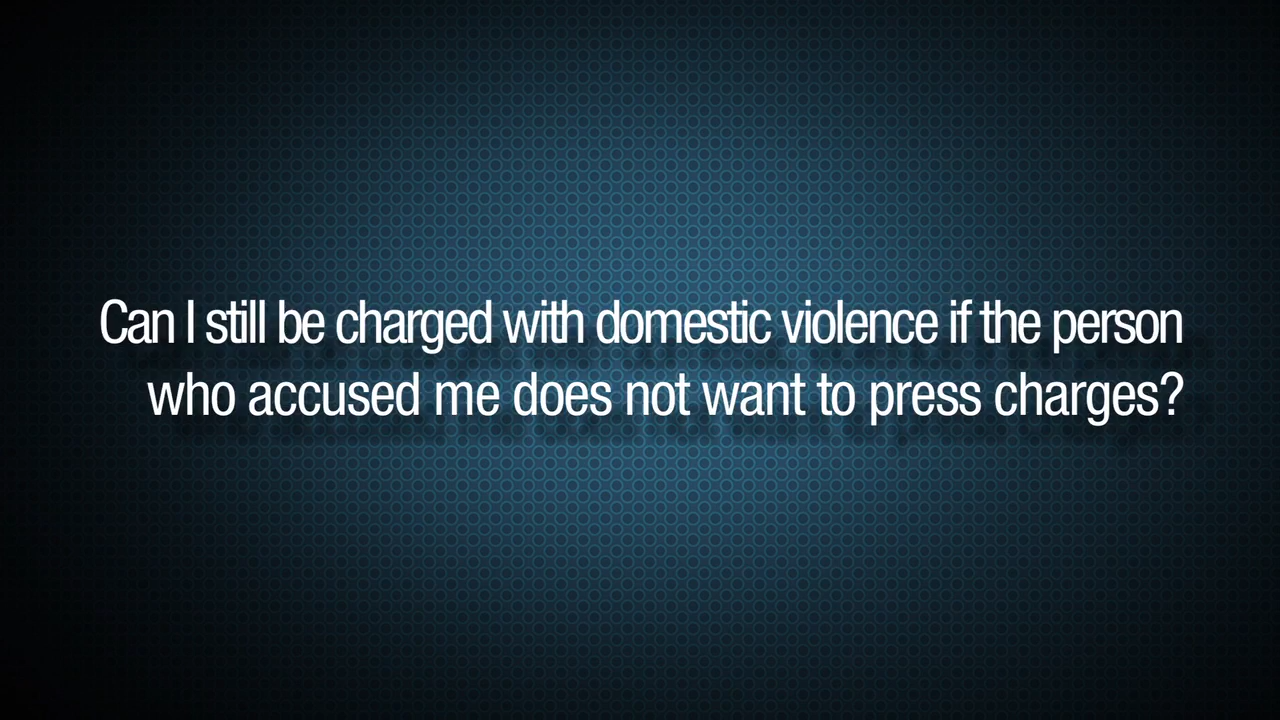 Can I still be charged with domestic violence if the person
who accused me does not want to press charges?